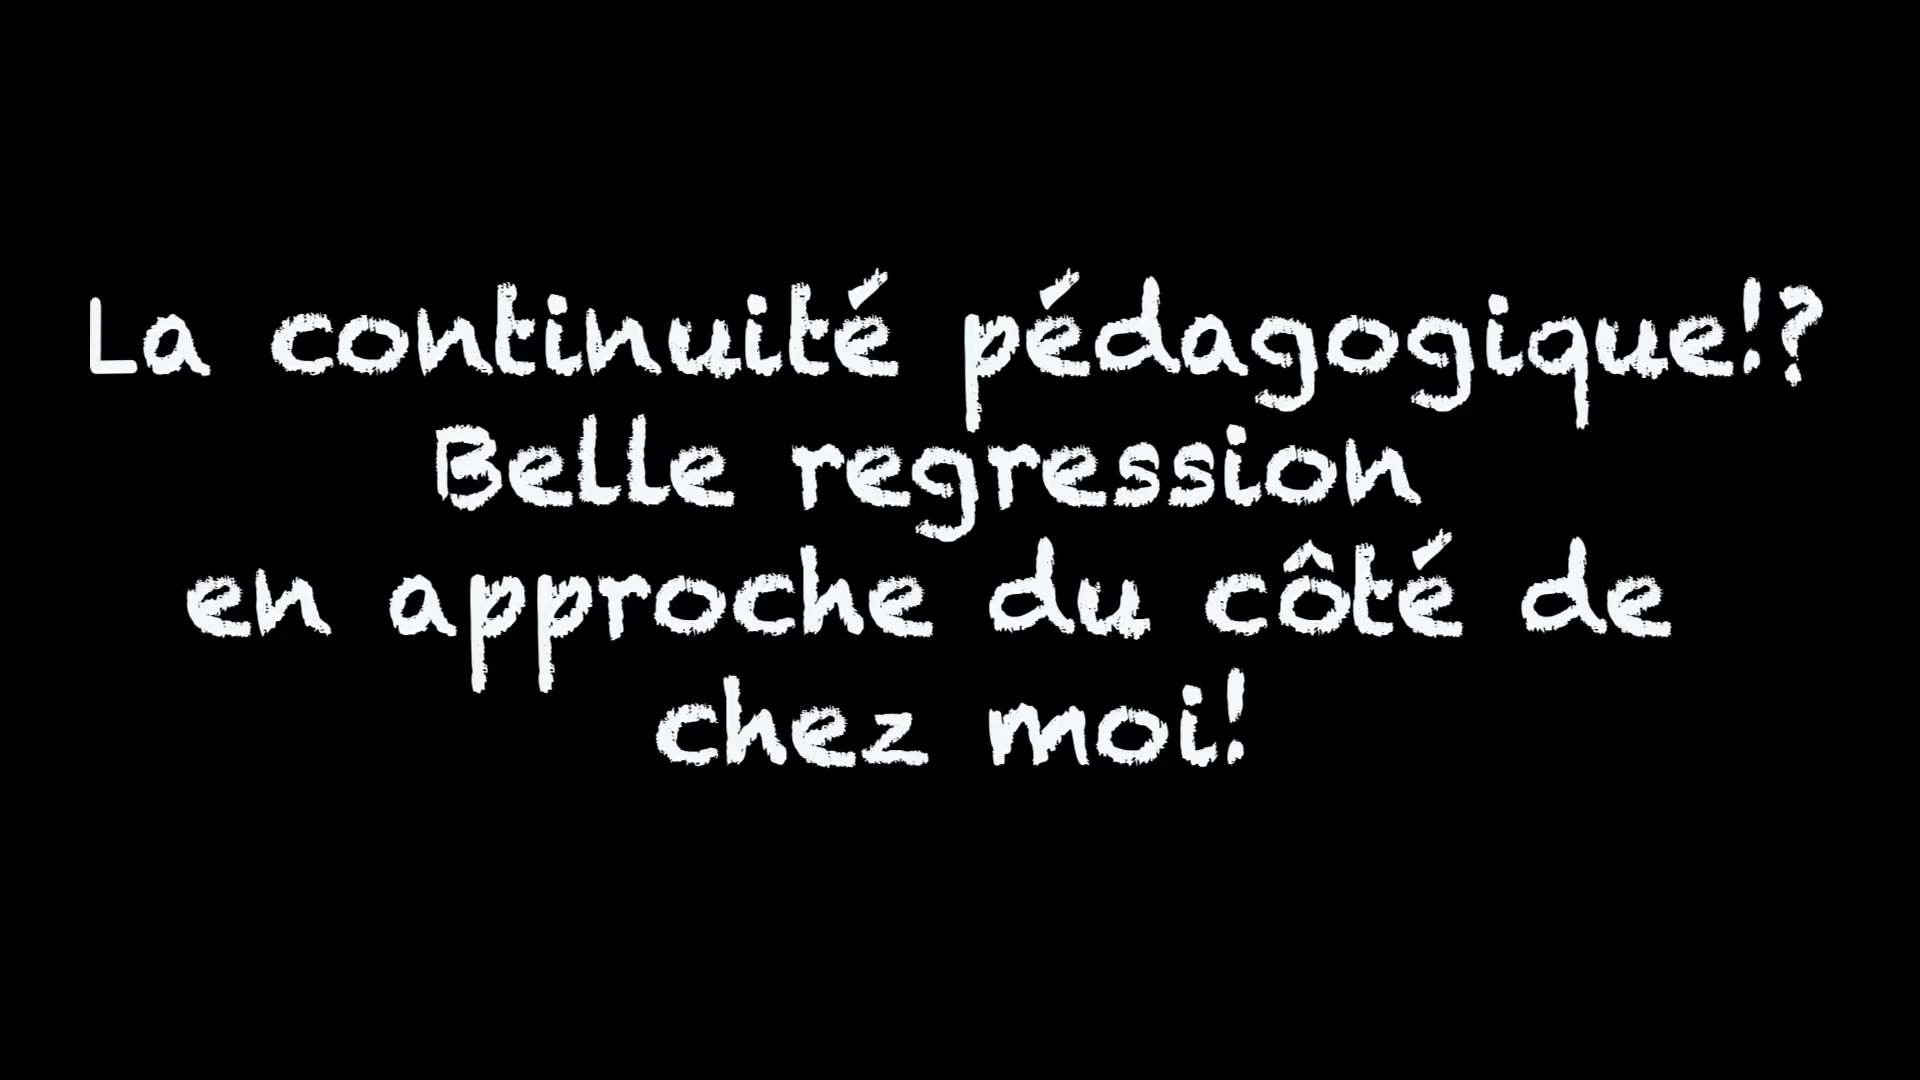 La continuité pédagogique!?
Belle regression
en approche du côté de
chez moi!